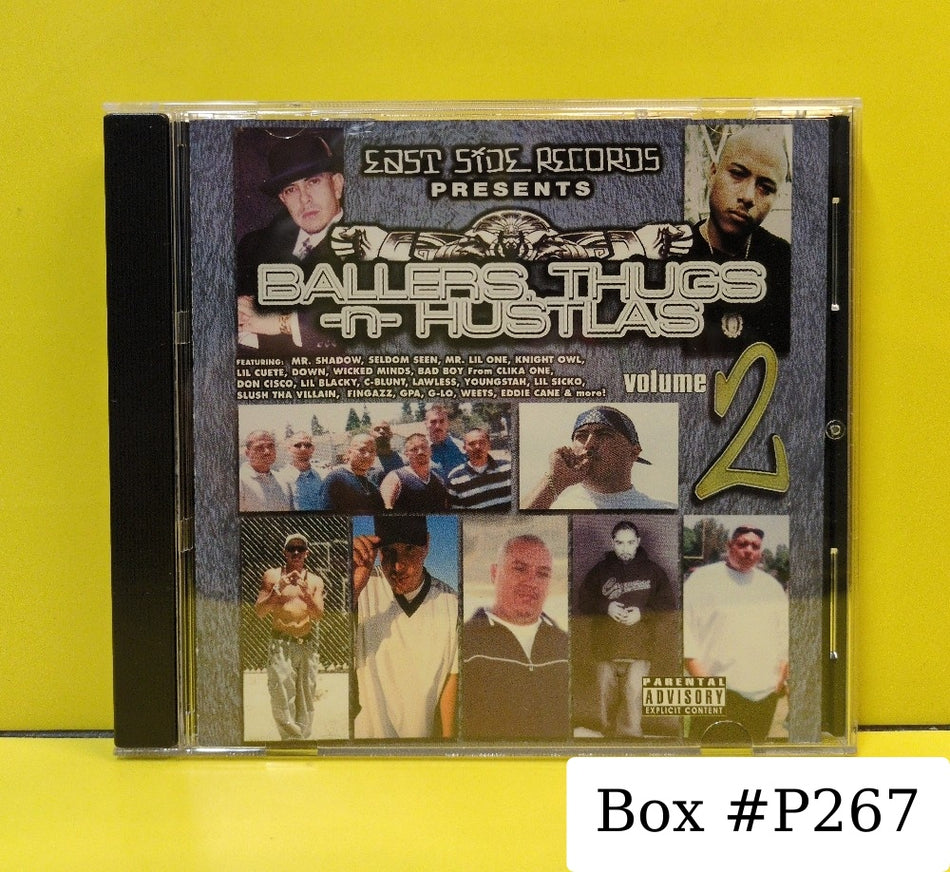 EAST SIDE RECORDS
PRESENTS
BALLERS, THUGS
-n- HUSTLAS
FEATURING: MR. SHADOW, SELDOM SEEN, MR. LIL ONE, KNIGHT OWL,
LIL CUETE, DOWN, WICKED MINDS, BAD BOY From CLIKA ONE,
DON CISCO, LIL BLACKY, C-BLUNT, LAWLESS, YOUNGSTAH, LIL SICKO,
SLUSH THA VILLAIN, FINGAZZ, GPA, G-LO, WEETS, EDDIE CANE & more!
volume 2
PARENTAL
ADVISORY
EXPLICIT CONTENT
Box #P267